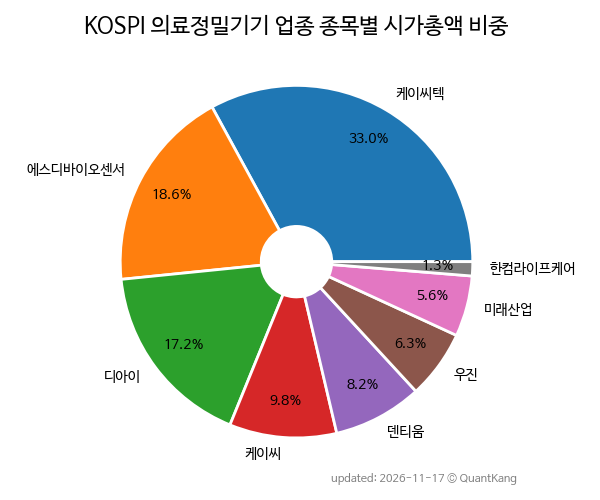 KOSPI 의료정밀기기 업종 종목별 시가총액 비중
케이씨텍
33.0%
에스디바이오센서
18.6%
디아이
17.2%
케이씨
9.8%
덴티움
8.2%
우진
6.3%
미래산업
5.6%
한컴라이프케어
1.3%
updated: 2026-11-17 © QuantKang